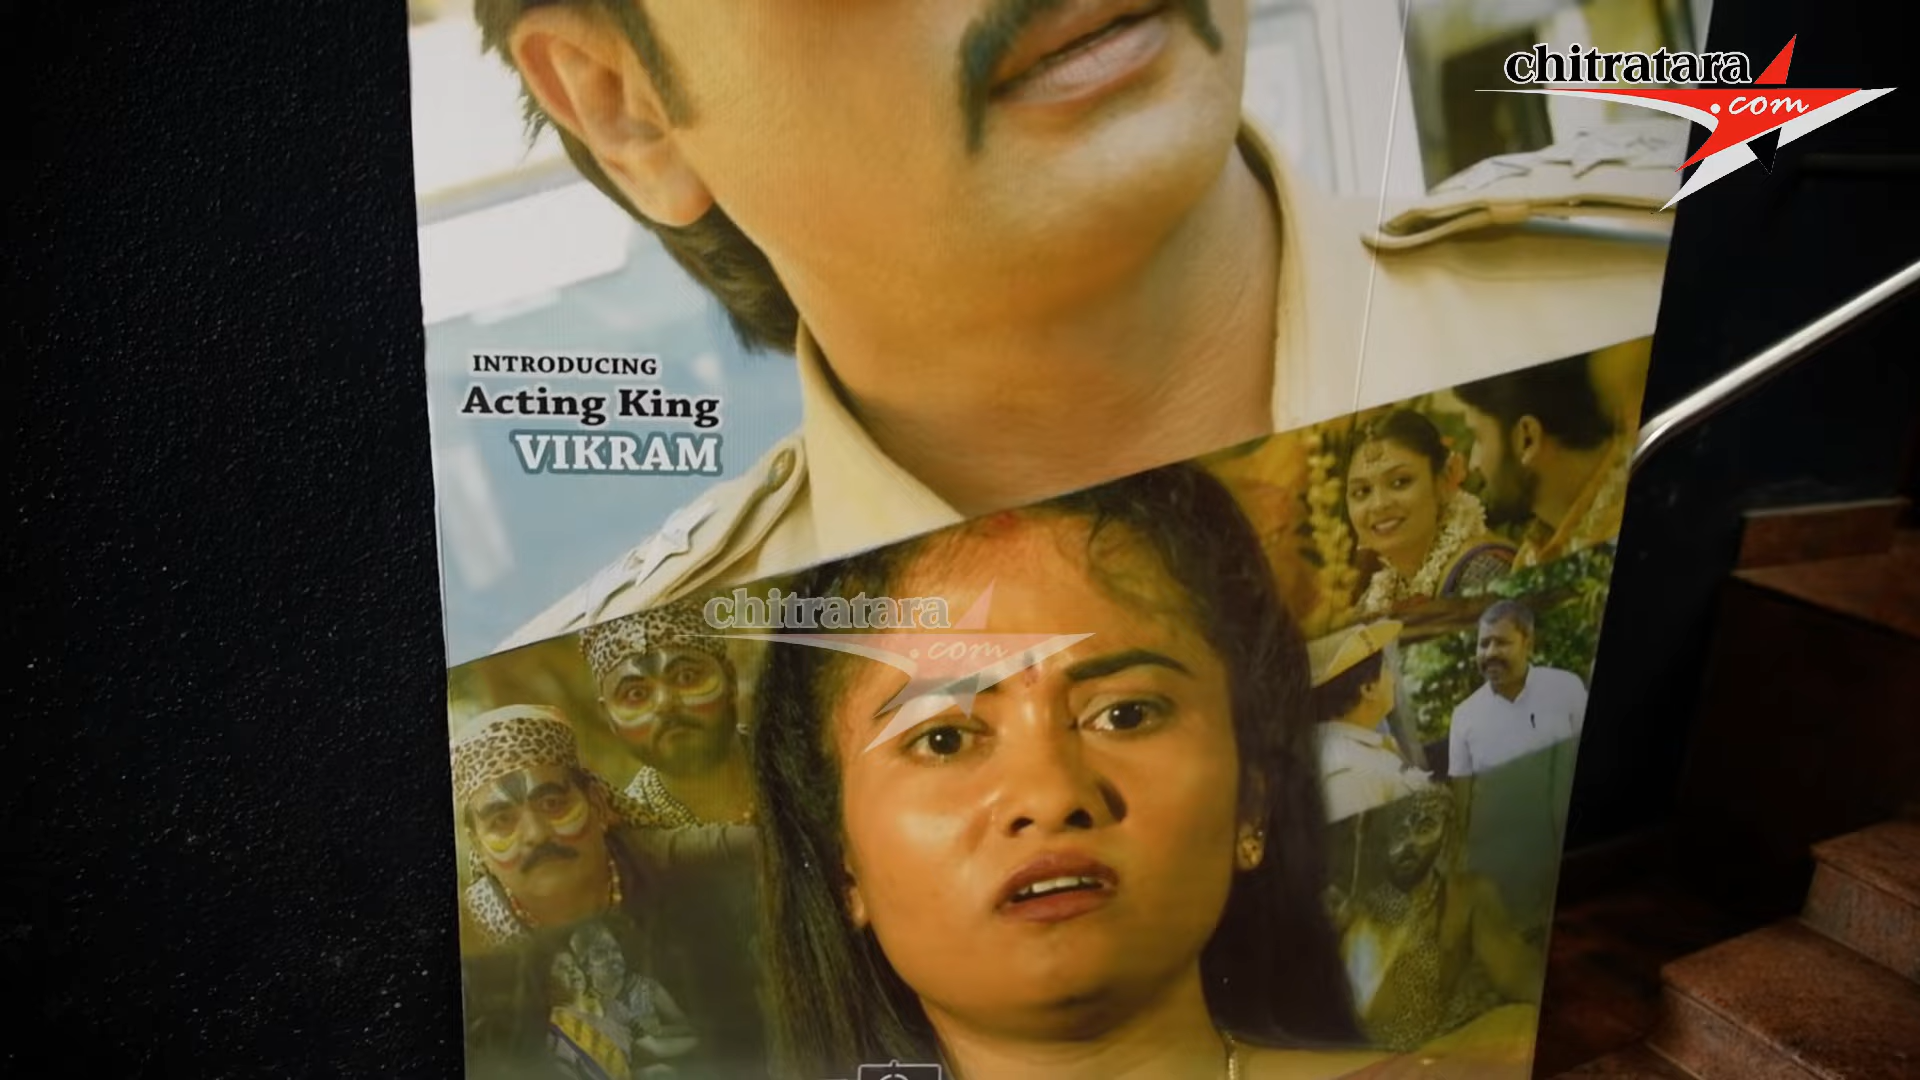 chitratara
.com
INTRODUCING
Acting King
VIKRAM
chitratara
.com